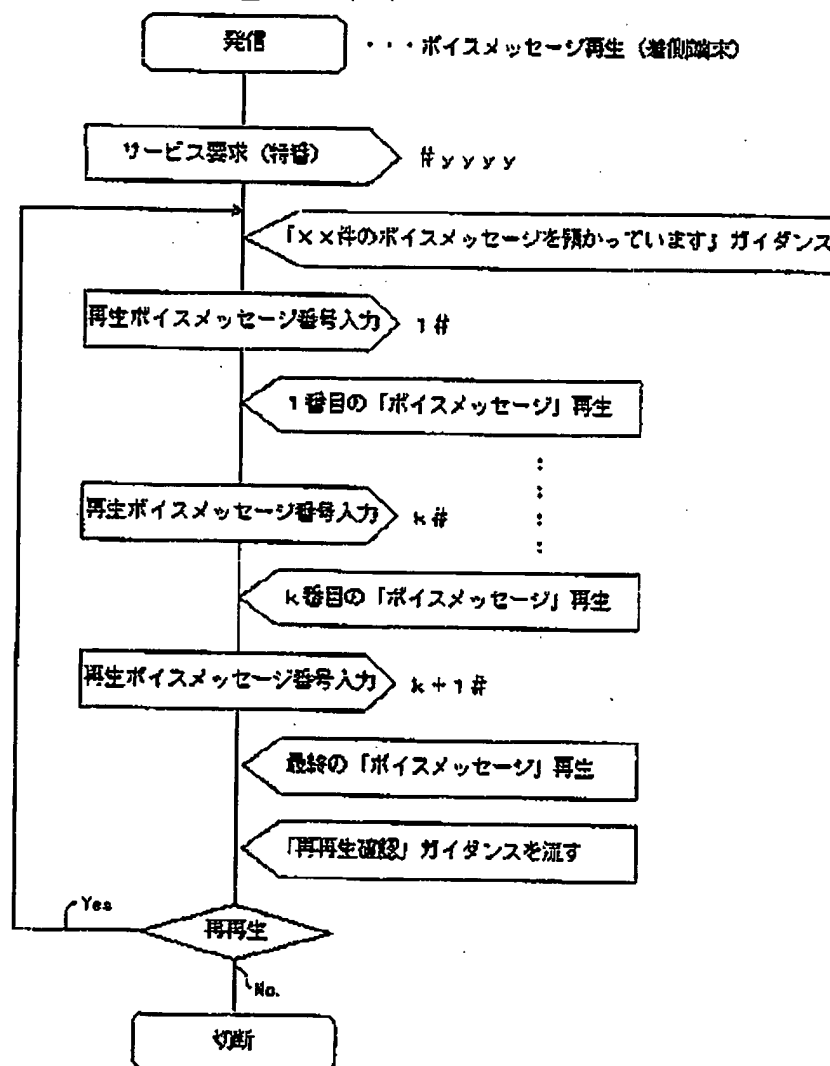 発信 ・・・ボイスメッセージ再生（着側端末）
サービス要求（特番） #yyyy
「××件のボイスメッセージを預かっています」ガイダンス
再生ボイスメッセージ番号入力 1#
1番目の「ボイスメッセージ」再生
再生ボイスメッセージ番号入力 k#
k番目の「ボイスメッセージ」再生
再生ボイスメッセージ番号入力 k+1#
最終の「ボイスメッセージ」再生
「再再生確認」ガイダンスを流す
Yes
再再生
No.
切断